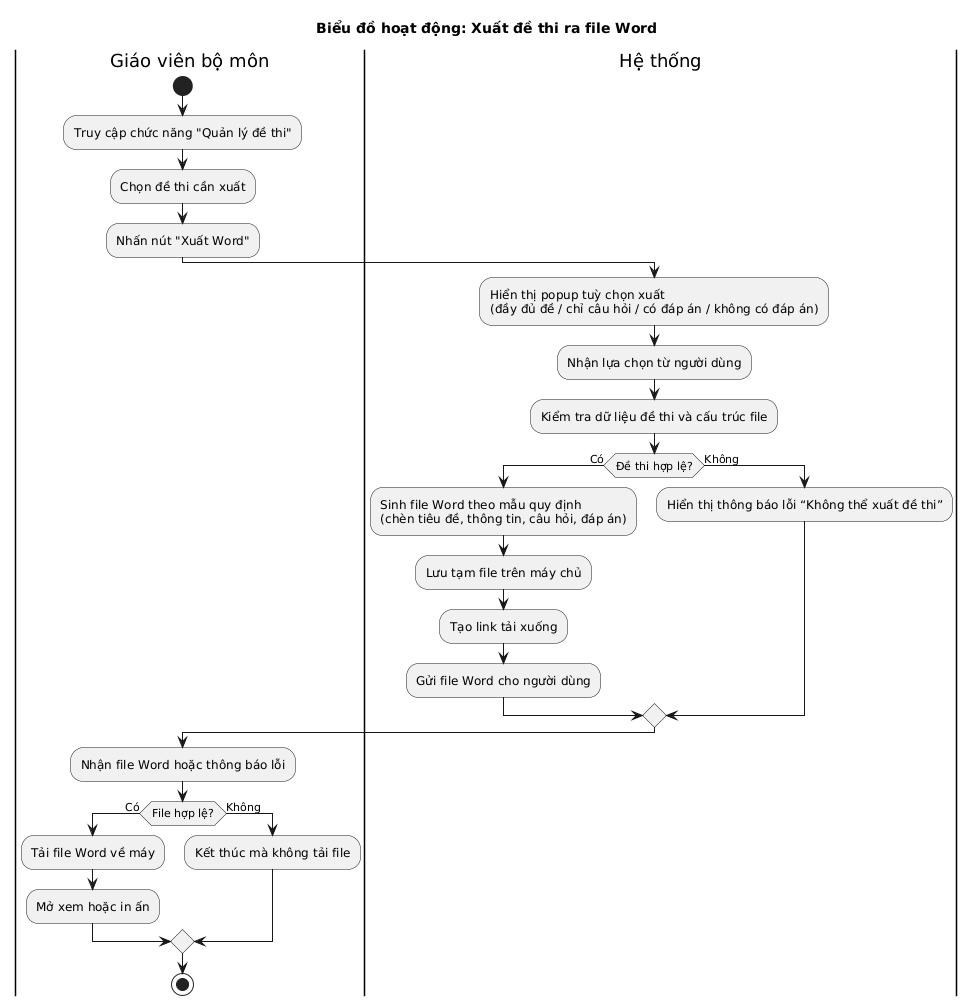 Biểu đồ hoạt động: Xuất đề thi ra file Word
Giáo viên bộ môn
Hệ thống
Truy cập chức năng "Quản lý đề thi"
Chọn đề thi cần xuất
Nhấn nút "Xuất Word"
Hiển thị popup tuỳ chọn xuất
(đầy đủ đề / chỉ câu hỏi / có đáp án / không có đáp án)
Nhận lựa chọn từ người dùng
Kiểm tra dữ liệu đề thi và cấu trúc file
Có
Đề thi hợp lệ?
Không
Sinh file Word theo mẫu quy định
(chèn tiêu đề, thông tin, câu hỏi, đáp án)
Hiển thị thông báo lỗi “Không thể xuất đề thi”
Lưu tạm file trên máy chủ
Tạo link tải xuống
Gửi file Word cho người dùng
Nhận file Word hoặc thông báo lỗi
Có
File hợp lệ?
Không
Tải file Word về máy
Kết thúc mà không tải file
Mở xem hoặc in ấn